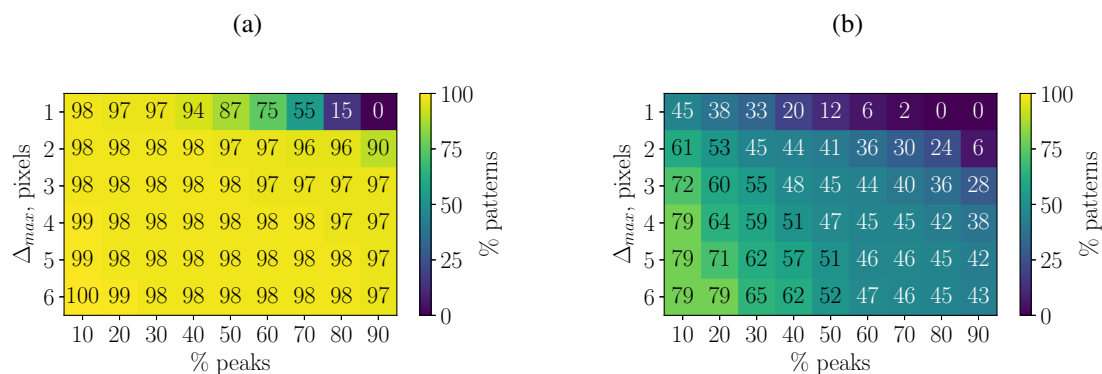 (a)
(b)
Δmax, pixels
1 98 97 97 94 87 75 55 15 0
2 98 98 98 98 97 97 96 96 90
3 98 98 98 98 98 97 97 97 97
4 99 98 98 98 98 98 98 97 97
5 99 98 98 98 98 98 98 98 97
6 100 99 98 98 98 98 98 98 97
10 20 30 40 50 60 70 80 90
% peaks
100
75
50
25
0
% patterns
Δmax, pixels
1 45 38 33 20 12 6 2 0 0
2 61 53 45 44 41 36 30 24 6
3 72 60 55 48 45 44 40 36 28
4 79 64 59 51 47 45 45 42 38
5 79 71 62 57 51 46 46 45 42
6 79 79 65 62 52 47 46 45 43
10 20 30 40 50 60 70 80 90
% peaks
100
75
50
25
0
% patterns